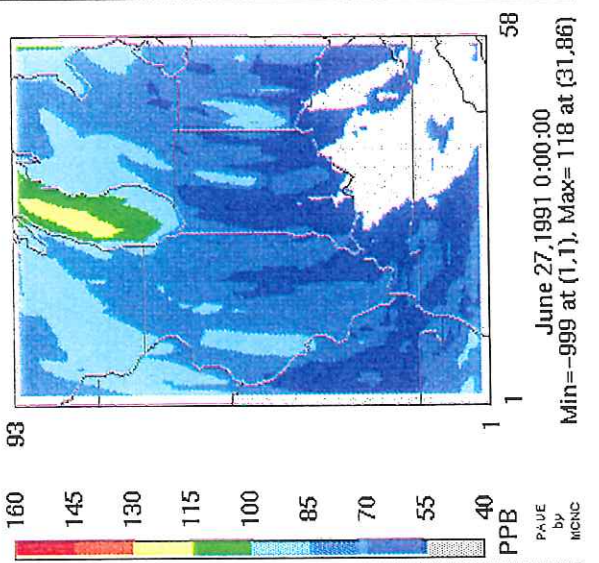 93
1
1
58
160
145
130
115
100
85
70
55
40
PPB
PAVE
by
MCNC
June 27,1991 0:00:00
Min=-999 at (1,1), Max= 118 at (31,86)